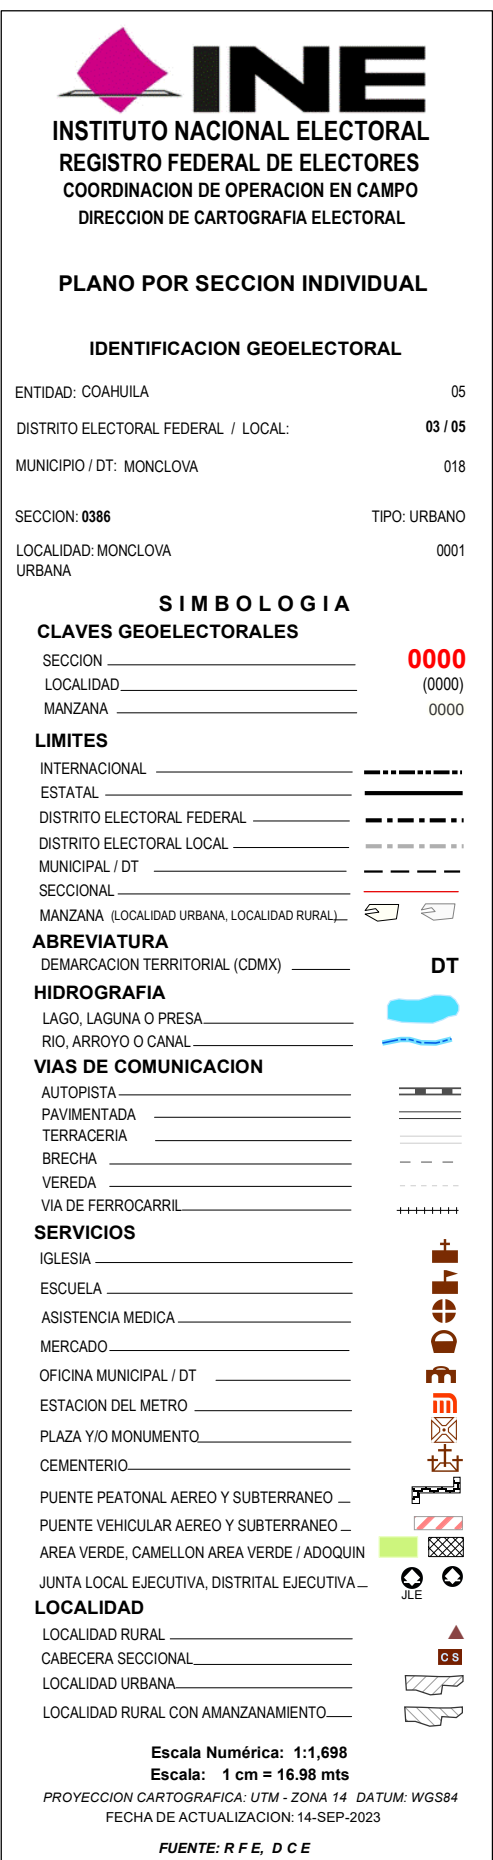 INE
INSTITUTO NACIONAL ELECTORAL
REGISTRO FEDERAL DE ELECTORES
COORDINACION DE OPERACION EN CAMPO
DIRECCION DE CARTOGRAFIA ELECTORAL
PLANO POR SECCION INDIVIDUAL
IDENTIFICACION GEOELECTORAL
ENTIDAD: COAHUILA 05
DISTRITO ELECTORAL FEDERAL / LOCAL: 03 / 05
MUNICIPIO / DT: MONCLOVA 018
SECCION: 0386 TIPO: URBANO
LOCALIDAD: MONCLOVA 0001
URBANA
SIMBOLOGIA
CLAVES GEOELECTORALES
SECCION 0000
LOCALIDAD (0000)
MANZANA 0000
LIMITES
INTERNACIONAL
ESTATAL
DISTRITO ELECTORAL FEDERAL
DISTRITO ELECTORAL LOCAL
MUNICIPAL / DT
SECCIONAL
MANZANA (LOCALIDAD URBANA, LOCALIDAD RURAL)
ABREVIATURA
DEMARCACION TERRITORIAL (CDMX) DT
HIDROGRAFIA
LAGO, LAGUNA O PRESA
RIO, ARROYO O CANAL
VIAS DE COMUNICACION
AUTOPISTA
PAVIMENTADA
TERRACERIA
BRECHA
VEREDA
VIA DE FERROCARRIL
SERVICIOS
IGLESIA
ESCUELA
ASISTENCIA MEDICA
MERCADO
OFICINA MUNICIPAL / DT
ESTACION DEL METRO
PLAZA Y/O MONUMENTO
CEMENTERIO
PUENTE PEATONAL AEREO Y SUBTERRANEO
PUENTE VEHICULAR AEREO Y SUBTERRANEO
AREA VERDE, CAMELLON AREA VERDE / ADOQUIN
JUNTA LOCAL EJECUTIVA, DISTRITAL EJECUTIVA
JLE
LOCALIDAD
LOCALIDAD RURAL
CABECERA SECCIONAL C S
LOCALIDAD URBANA
LOCALIDAD RURAL CON AMANZANAMIENTO
Escala Numérica: 1:1,698
Escala: 1 cm = 16.98 mts
PROYECCION CARTOGRAFICA: UTM - ZONA 14 DATUM: WGS84
FECHA DE ACTUALIZACION: 14-SEP-2023
FUENTE: R F E, D C E